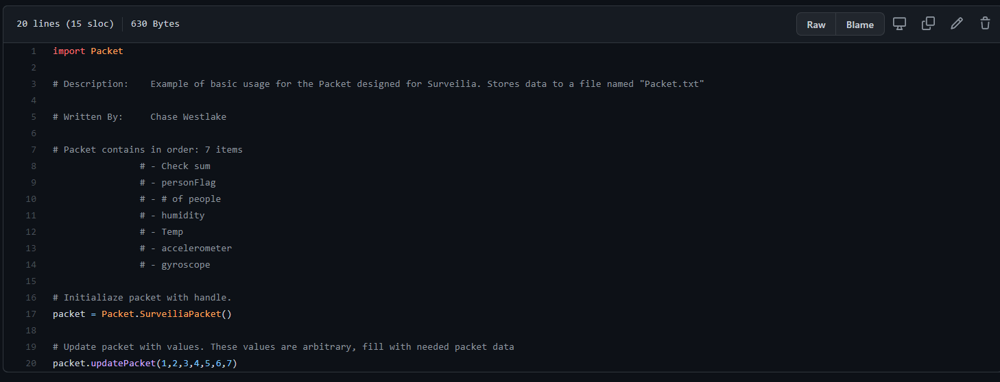 20 lines (15 sloc) 630 Bytes Raw Blame
1 import Packet
2
3 # Description: Example of basic usage for the Packet designed for Surveilia. Stores data to a file named "Packet.txt"
4
5 # Written By: Chase Westlake
6
7 # Packet contains in order: 7 items
8 # - Check sum
9 # - personFlag
10 # - # of people
11 # - humidity
12 # - Temp
13 # - accelerometer
14 # - gyroscope
15
16 # Initialiaze packet with handle.
17 packet = Packet.SurveiliaPacket()
18
19 # Update packet with values. These values are arbitrary, fill with needed packet data
20 packet.updatePacket(1,2,3,4,5,6,7)